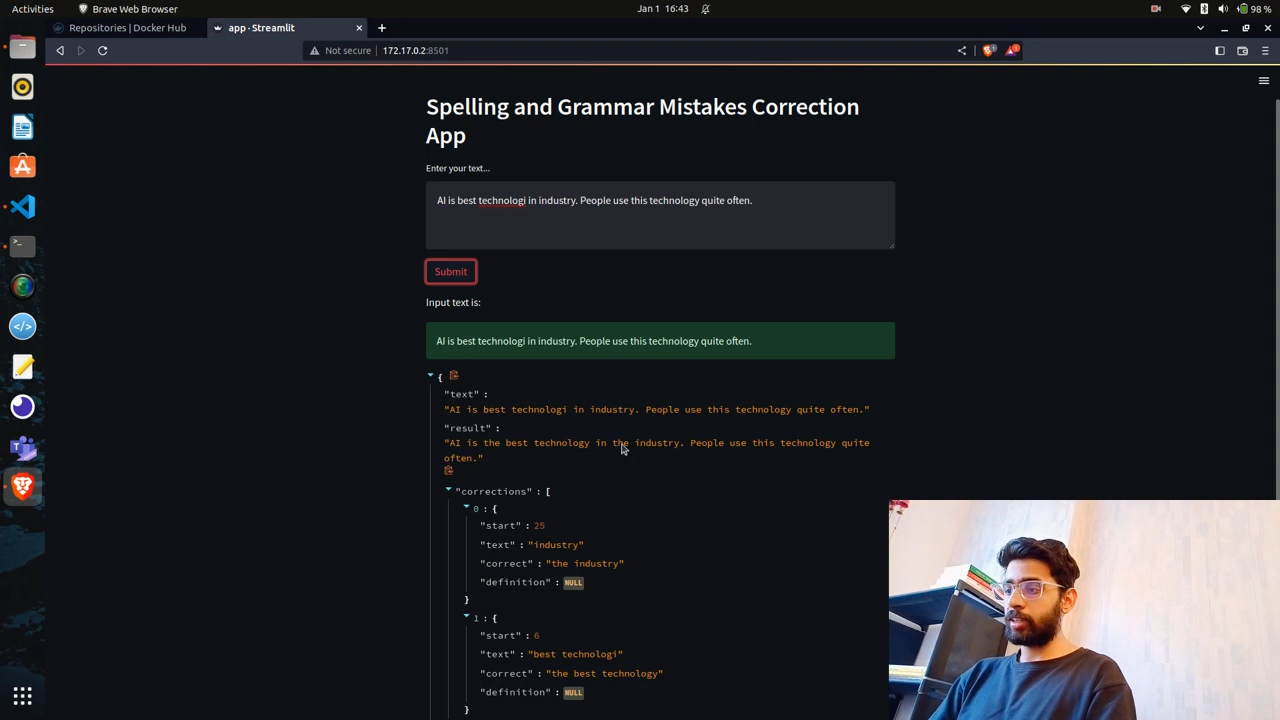 Activities
Brave Web Browser
Jan 1 16:43
98 %
Repositories | Docker Hub
app · Streamlit
Not secure
172.17.0.2:8501
Spelling and Grammar Mistakes Correction
App
Enter your text...
AI is best technologi in industry. People use this technology quite often.
Submit
Input text is:
AI is best technologi in industry. People use this technology quite often.
{
"text" :
"AI is best technologi in industry. People use this technology quite often."
"result" :
"AI is the best technology in the industry. People use this technology quite
often."
"corrections" : [
0 : {
"start" : 25
"text" : "industry"
"correct" : "the industry"
"definition" : NULL
}
1 : {
"start" : 6
"text" : "best technologi"
"correct" : "the best technology"
"definition" : NULL
}